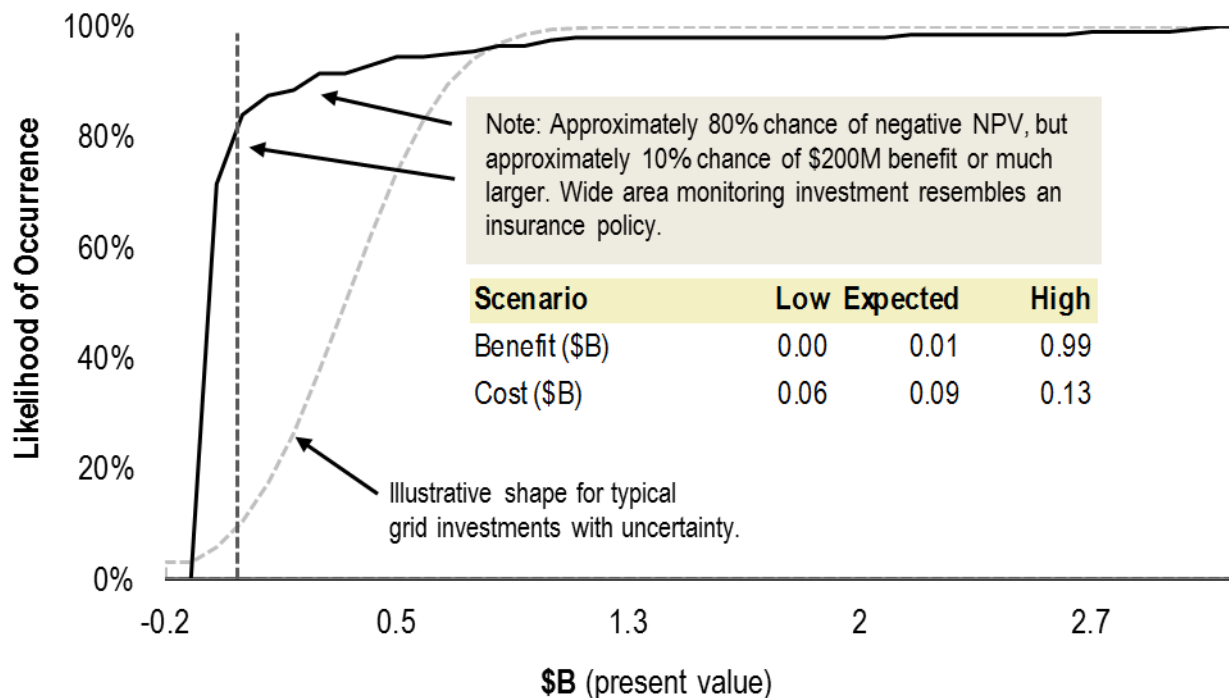 100%
80%
60%
40%
20%
0%
Likelihood of Occurrence
Note: Approximately 80% chance of negative NPV, but
approximately 10% chance of $200M benefit or much
larger. Wide area monitoring investment resembles an
insurance policy.
Scenario Low Expected High
Benefit ($B) 0.00 0.01 0.99
Cost ($B) 0.06 0.09 0.13
Illustrative shape for typical
grid investments with uncertainty.
-0.2 0.5 1.3 2 2.7
$B (present value)